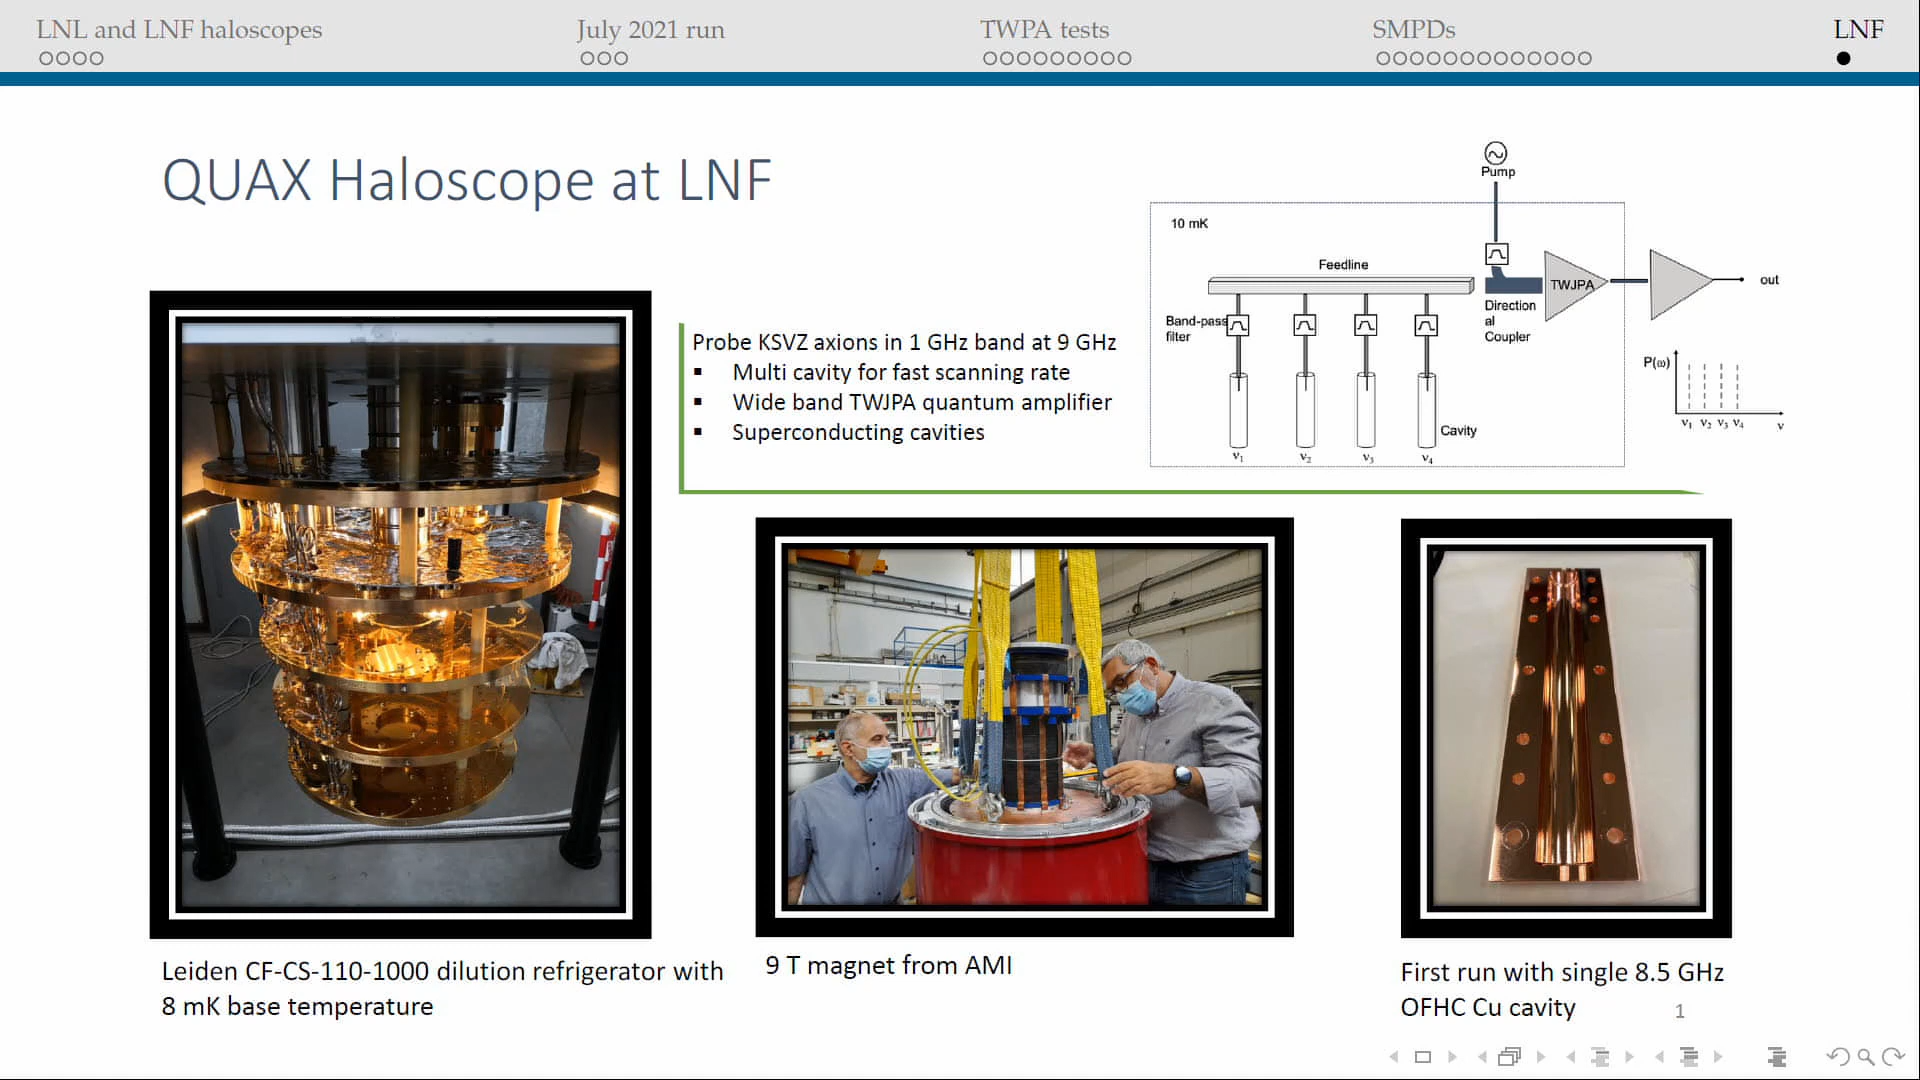 LNL and LNF haloscopes
July 2021 run
TWPA tests
SMPDs
LNF
QUAX Haloscope at LNF
Probe KSVZ axions in 1 GHz band at 9 GHz
▪ Multi cavity for fast scanning rate
▪ Wide band TWJPA quantum amplifier
▪ Superconducting cavities
Pump
10 mK
Feedline
TWJPA
out
Direction
al
Coupler
Band-pass
filter
Cavity
ν₁ ν₂ ν₃ ν₄
P(ω)
ν₁ ν₂ ν₃ ν₄ ν
Leiden CF-CS-110-1000 dilution refrigerator with
8 mK base temperature
9 T magnet from AMI
First run with single 8.5 GHz
OFHC Cu cavity
1